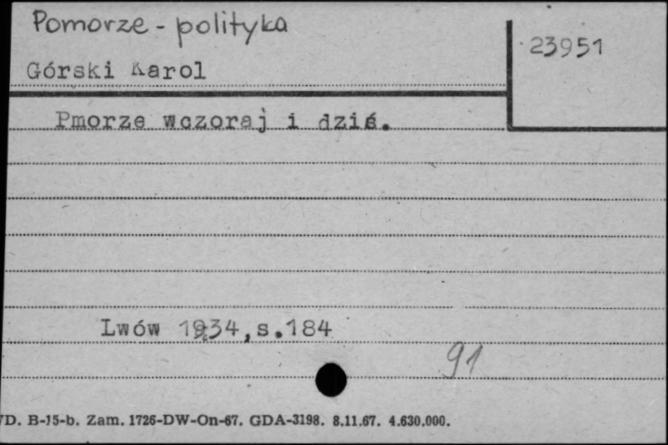 Pomorze - polityka
23951
Górski Karol
Pmorze wczoraj i dziś.
Lwów 1934, s.184
91
D. B-15-b. Zam. 1726-DW-On-67. GDA-3198. 8.11.67. 4.630.000.